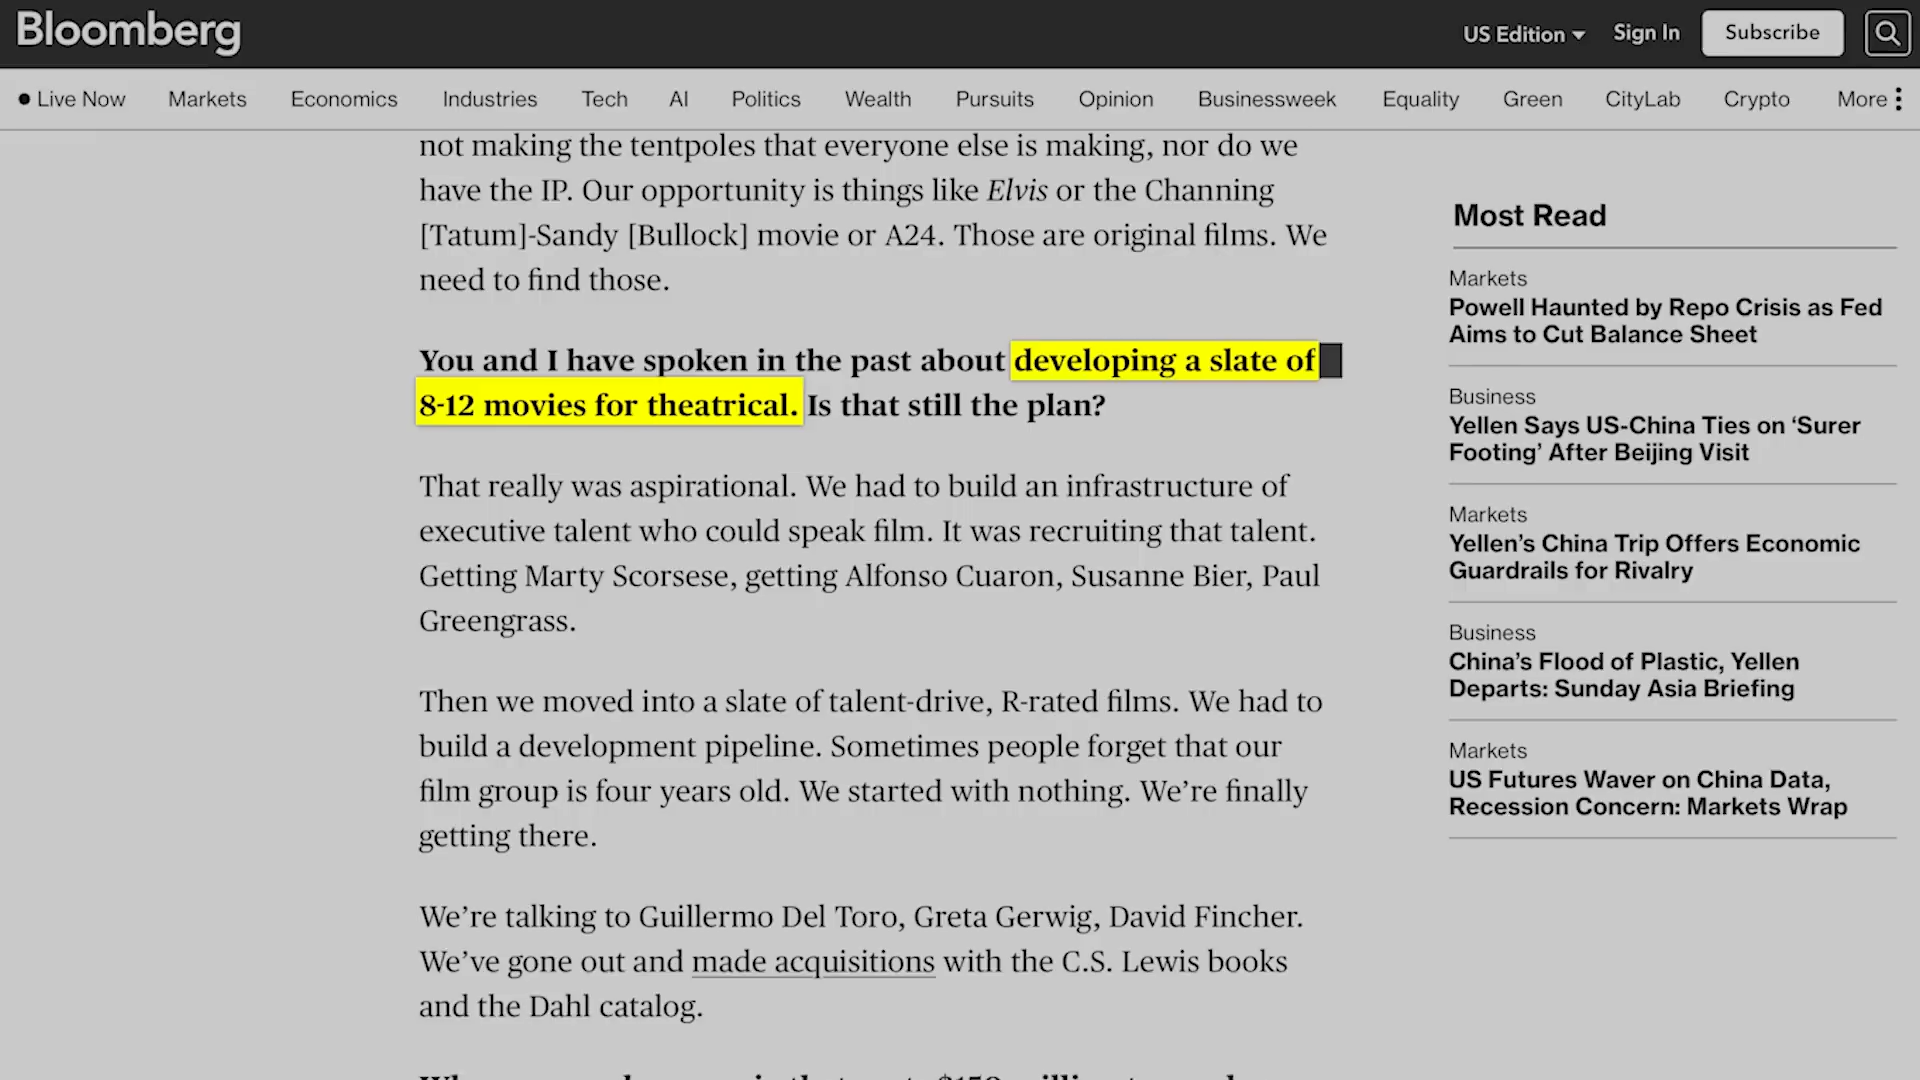 Bloomberg
US Edition Sign In Subscribe
Live Now Markets Economics Industries Tech AI Politics Wealth Pursuits Opinion Businessweek Equality Green CityLab Crypto More
not making the tentpoles that everyone else is making, nor do we
have the IP. Our opportunity is things like Elvis or the Channing
[Tatum]-Sandy [Bullock] movie or A24. Those are original films. We
need to find those.
You and I have spoken in the past about developing a slate of
8-12 movies for theatrical. Is that still the plan?
That really was aspirational. We had to build an infrastructure of
executive talent who could speak film. It was recruiting that talent.
Getting Marty Scorsese, getting Alfonso Cuaron, Susanne Bier, Paul
Greengrass.
Then we moved into a slate of talent-drive, R-rated films. We had to
build a development pipeline. Sometimes people forget that our
film group is four years old. We started with nothing. We’re finally
getting there.
We’re talking to Guillermo Del Toro, Greta Gerwig, David Fincher.
We’ve gone out and made acquisitions with the C.S. Lewis books
and the Dahl catalog.
Most Read
Markets
Powell Haunted by Repo Crisis as Fed
Aims to Cut Balance Sheet
Business
Yellen Says US-China Ties on ‘Surer
Footing’ After Beijing Visit
Markets
Yellen’s China Trip Offers Economic
Guardrails for Rivalry
Business
China’s Flood of Plastic, Yellen
Departs: Sunday Asia Briefing
Markets
US Futures Waver on China Data,
Recession Concern: Markets Wrap